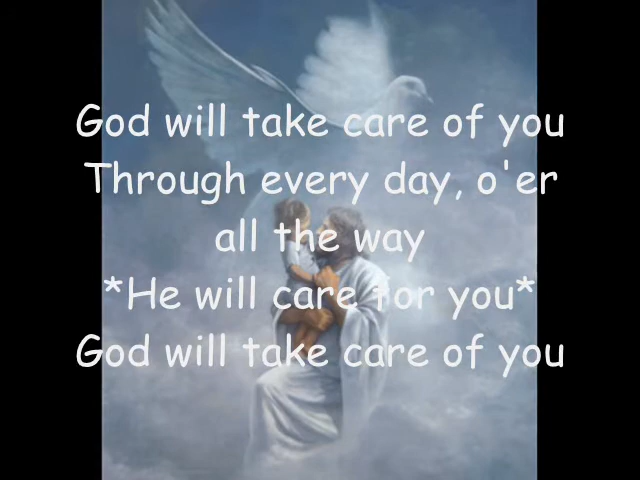 God will take care of you
Through every day, o'er
all the way
*He will care for you*
God will take care of you